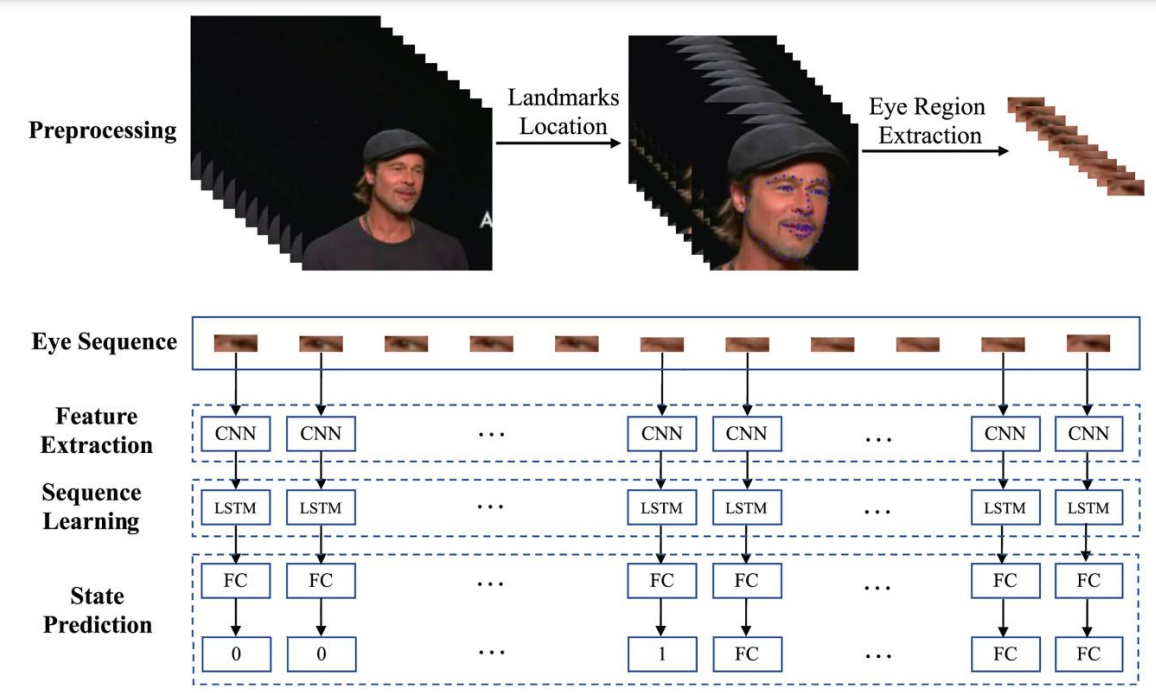 Preprocessing
Landmarks
Location
Eye Region
Extraction
A
Eye Sequence
Feature
Extraction
CNN CNN ... CNN CNN ... CNN CNN
Sequence
Learning
LSTM LSTM ... LSTM LSTM ... LSTM LSTM
State
Prediction
FC FC ... FC FC ... FC FC
0 0 ... 1 FC ... FC FC